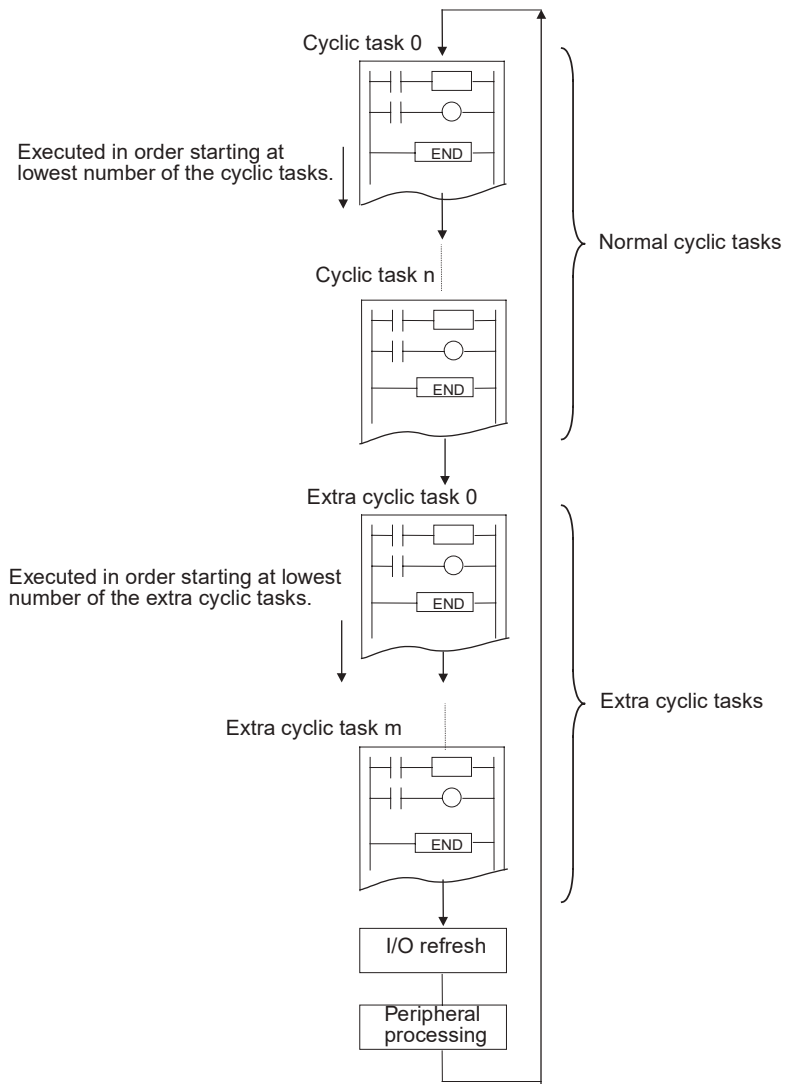 Cyclic task 0
Executed in order starting at
lowest number of the cyclic tasks.
END
Normal cyclic tasks
Cyclic task n
END
Extra cyclic task 0
Executed in order starting at lowest
number of the extra cyclic tasks.
END
Extra cyclic tasks
Extra cyclic task m
END
I/O refresh
Peripheral
processing